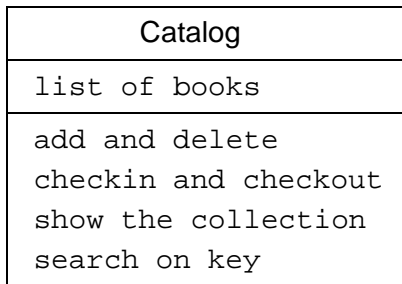 Catalog
list of books
add and delete
checkin and checkout
show the collection
search on key